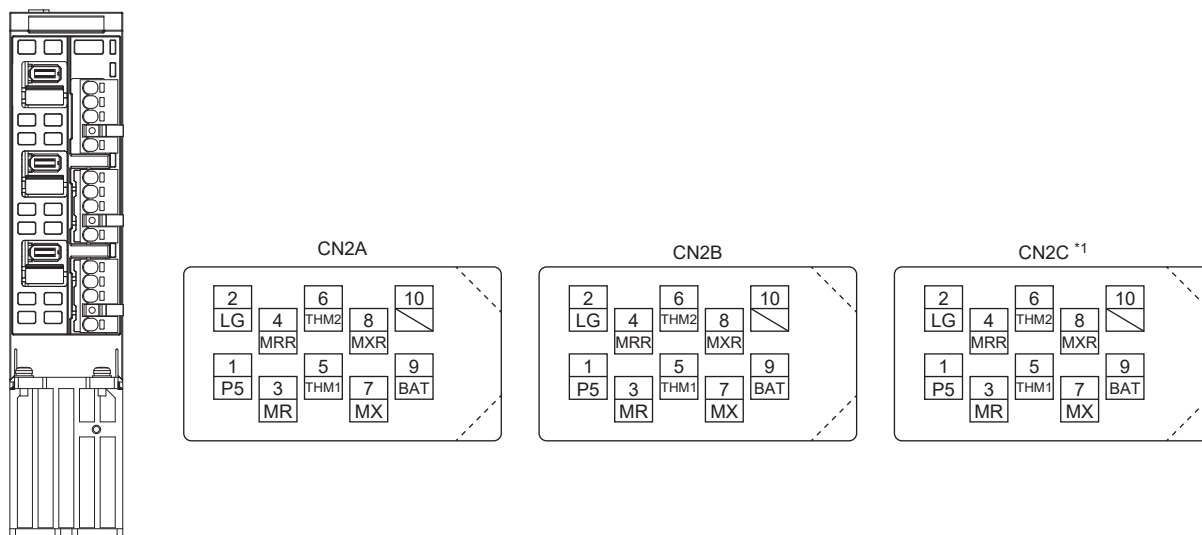 CN2A
2
LG
4
MRR
6
THM2
8
MXR
10
1
P5
3
MR
5
THM1
7
MX
9
BAT
CN2B
2
LG
4
MRR
6
THM2
8
MXR
10
1
P5
3
MR
5
THM1
7
MX
9
BAT
CN2C *1
2
LG
4
MRR
6
THM2
8
MXR
10
1
P5
3
MR
5
THM1
7
MX
9
BAT